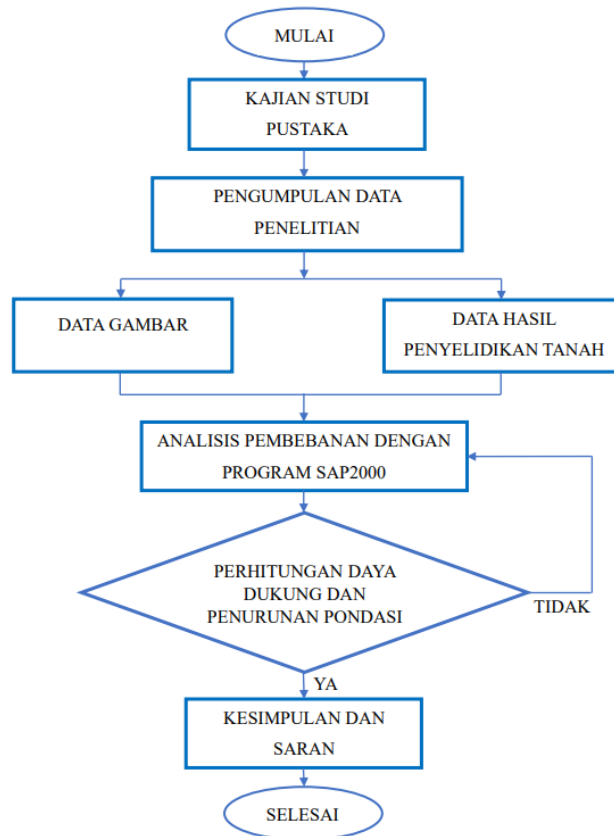 MULAI
KAJIAN STUDI
PUSTAKA
PENGUMPULAN DATA
PENELITIAN
DATA GAMBAR
DATA HASIL
PENYELIDIKAN TANAH
ANALISIS PEMBEBANAN DENGAN
PROGRAM SAP2000
PERHITUNGAN DAYA
DUKUNG DAN
PENURUNAN PONDASI
TIDAK
YA
KESIMPULAN DAN
SARAN
SELESAI